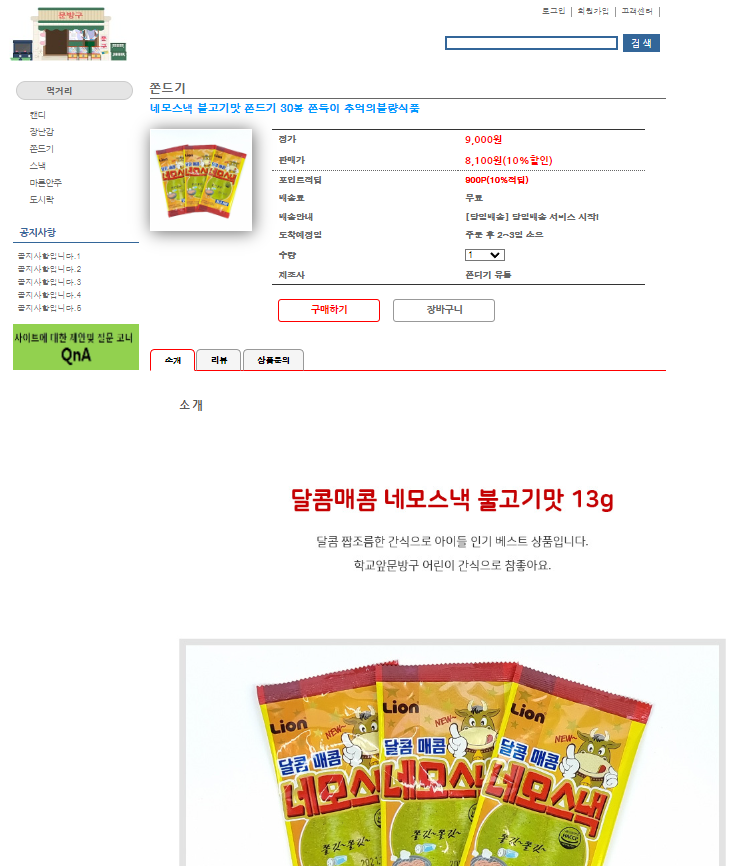 문방구
로그인 | 회원가입 | 고객센터 |
검 색
먹거리
캔디
장난감
쫀드기
스낵
마른안주
도시락
공지사항
공지사항입니다.1
공지사항입니다.2
공지사항입니다.3
공지사항입니다.4
공지사항입니다.5
사이트에 대한 제안및 질문 코너
QnA
쫀드기
네모스낵 불고기맛 쫀드기 30봉 쫀득이 추억의불량식품
정가 9,000원
판매가 8,100원(10%할인)
포인트적립 900P(10%적립)
배송료 무료
배송안내 [당일배송] 당일배송 서비스 시작!
도착예정일 주문 후 2~3일 소요
수량 1
제조사 쫀디기 유통
구매하기 장바구니
소개 리뷰 상품문의
소 개
달콤매콤 네모스낵 불고기맛 13g
달콤 짭조름한 간식으로 아이들 인기 베스트 상품입니다.
학교앞문방구 어린이 간식으로 참좋아요.
Lion
NEW~
달콤 매콤
네모스
쫄깃~쫄깃~
2021.
Lion
NEW~
달콤 매콤
네모스
쫄깃~쫄깃~
HACCP
Lion
NEW~
달콤 매콤
네모스낵
쫄깃~쫄깃~
HACCP